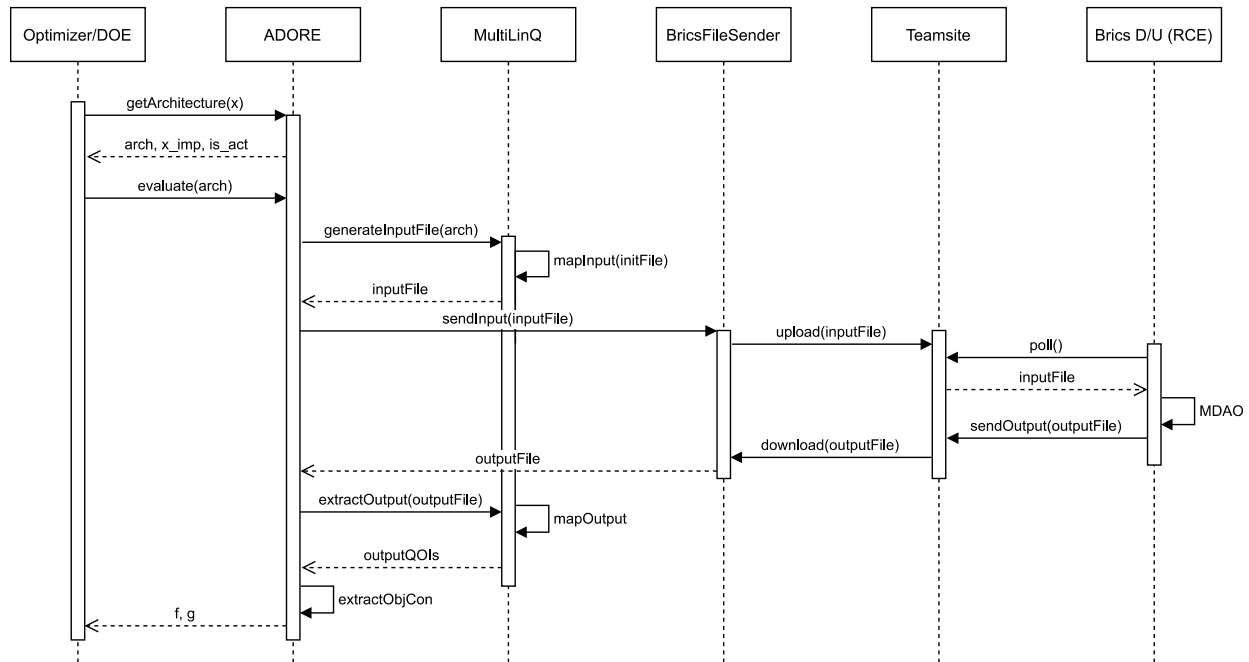 Optimizer/DOE
ADORE
MultiLinQ
BricsFileSender
Teamsite
Brics D/U (RCE)
getArchitecture(x)
arch, x_imp, is_act
evaluate(arch)
generateInputFile(arch)
mapInput(initFile)
inputFile
sendInput(inputFile)
upload(inputFile)
poll()
inputFile
MDAO
sendOutput(outputFile)
download(outputFile)
outputFile
extractOutput(outputFile)
mapOutput
outputQOIs
extractObjCon
f, g